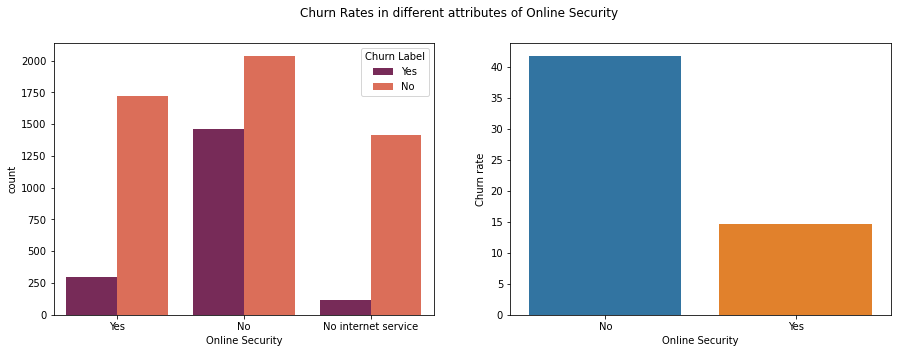 Churn Rates in different attributes of Online Security
2000
1750
1500
1250
1000
750
500
250
0
count
Churn Label
Yes
No
Yes
No
No internet service
Online Security
40
35
30
25
20
15
10
5
0
Churn rate
No
Yes
Online Security